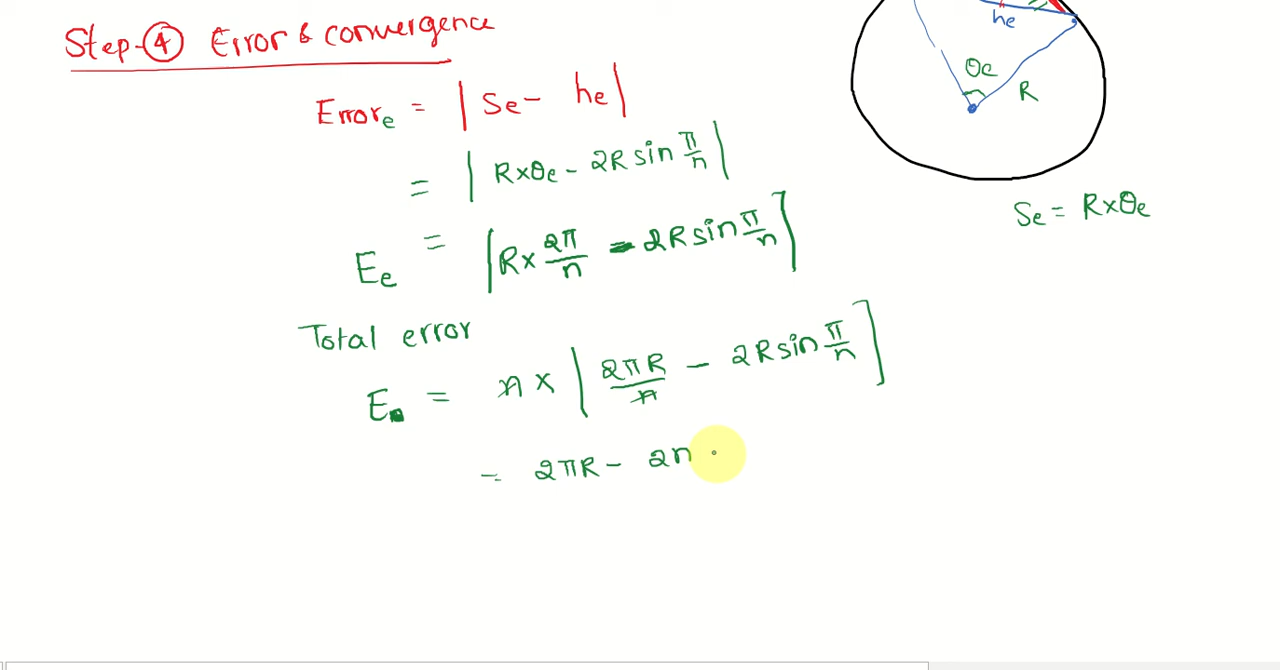 Step-④ Error & convergence
he
θe
R
Errore = | Se - he |
= | R×θe - 2R sin π/n |
Se = R×θe
Ee = [ R× 2π/n - 2R sin π/n ]
Total error
E = n × [ 2πR/n - 2R sin π/n ]
= 2πR - 2n